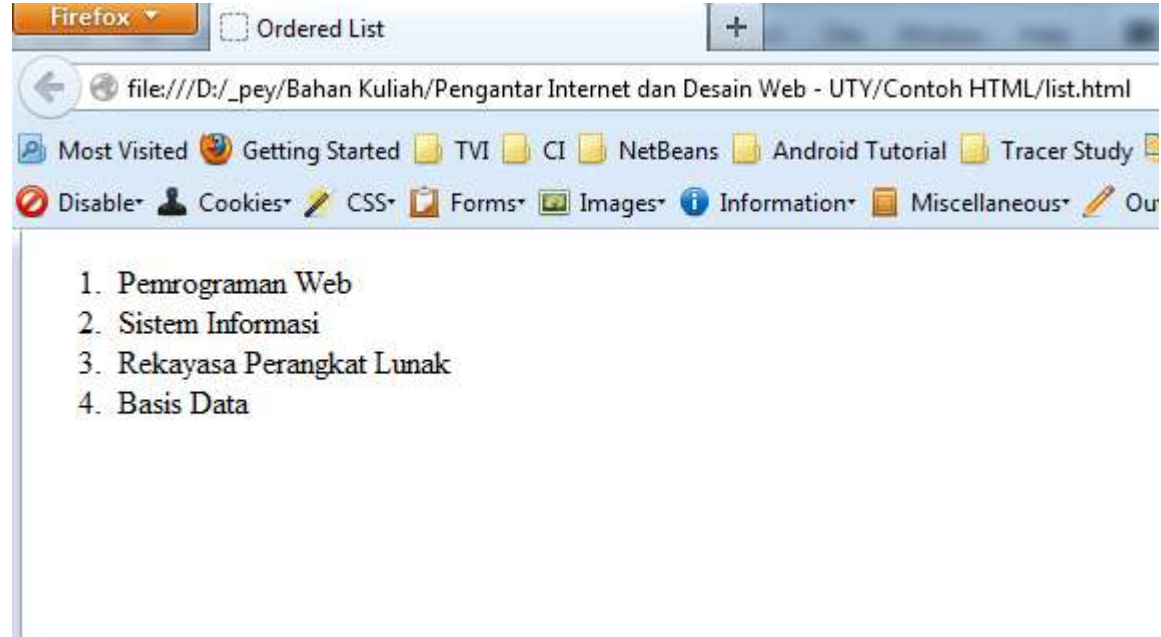 Firefox
Ordered List
file:///D:/_pey/Bahan Kuliah/Pengantar Internet dan Desain Web - UTY/Contoh HTML/list.html
Most Visited Getting Started TVI CI NetBeans Android Tutorial Tracer Study
Disable Cookies CSS Forms Images Information Miscellaneous Ou
1. Pemrograman Web
2. Sistem Informasi
3. Rekayasa Perangkat Lunak
4. Basis Data